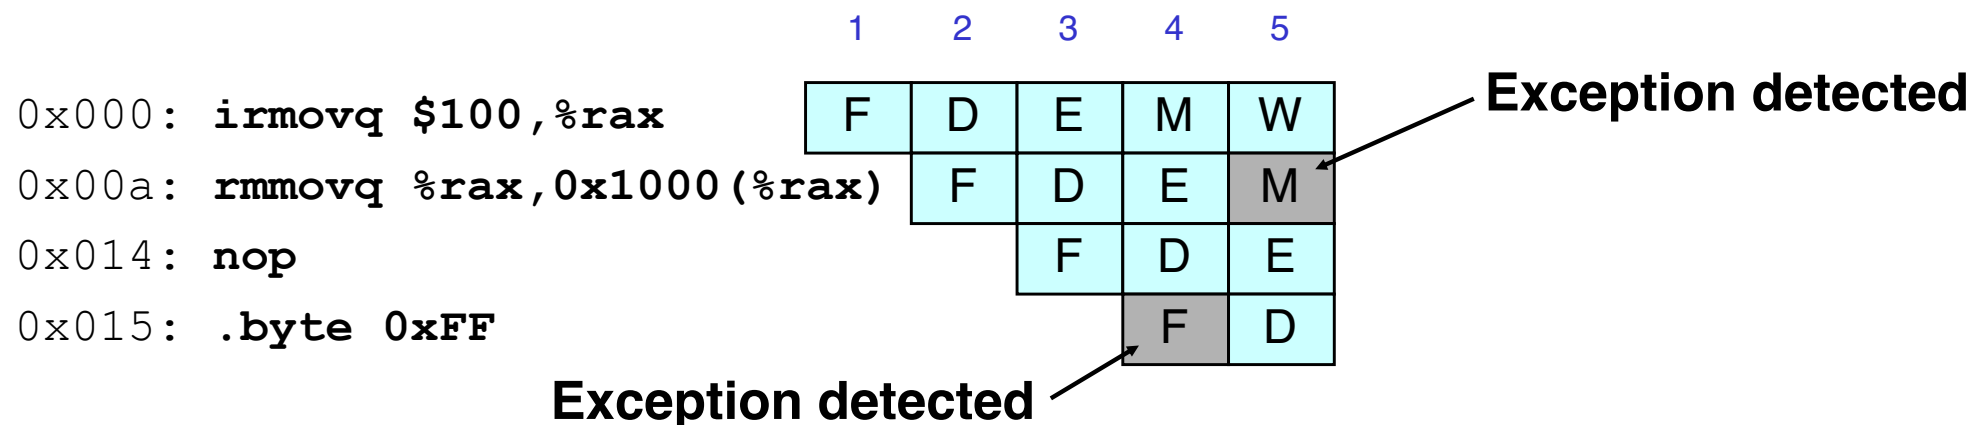 1 2 3 4 5
0x000: irmovq $100,%rax F D E M W Exception detected
0x00a: rmmovq %rax,0x1000(%rax) F D E M
0x014: nop F D E
0x015: .byte 0xFF F D
Exception detected